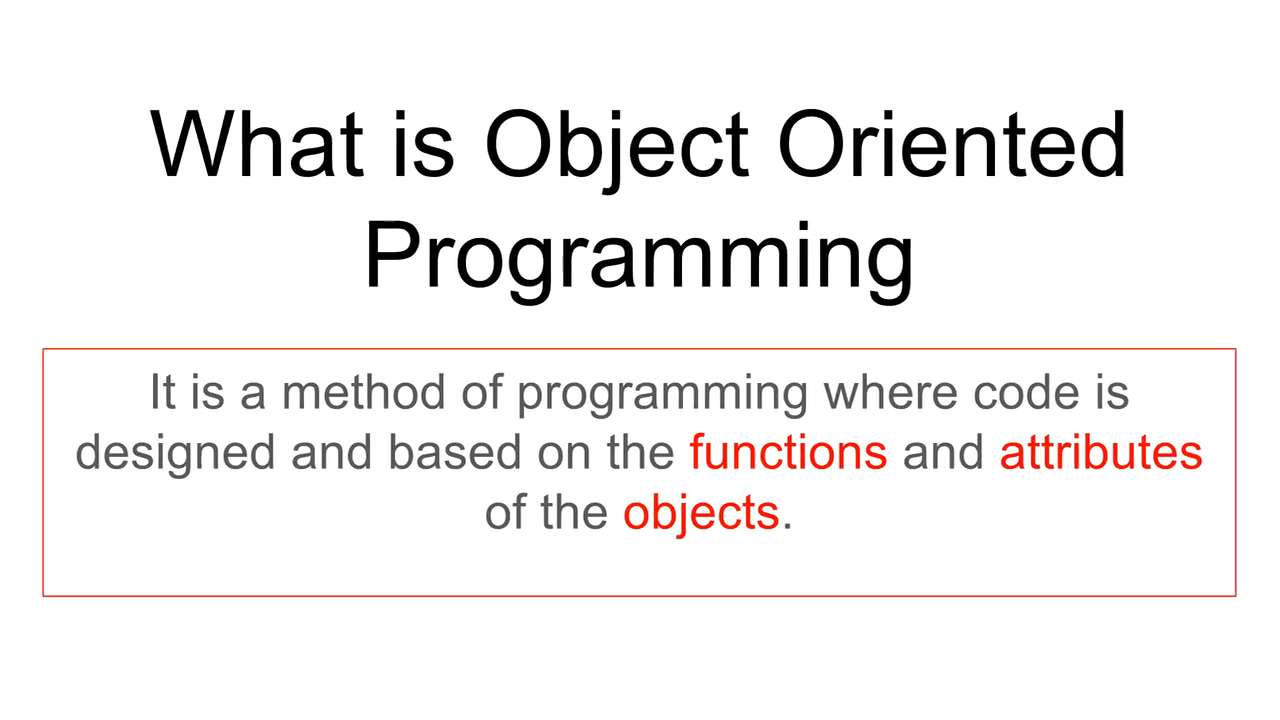 What is Object Oriented
Programming
It is a method of programming where code is
designed and based on the functions and attributes
of the objects.